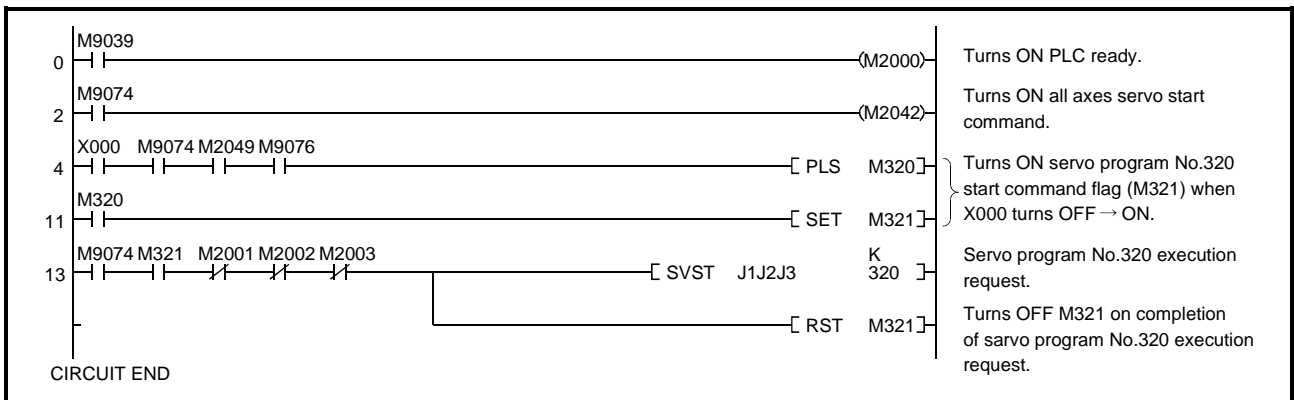 M9039
0 (M2000) Turns ON PLC ready.
M9074
2 (M2042) Turns ON all axes servo start
command.
X000 M9074 M2049 M9076
4 [ PLS M320 ] Turns ON servo program No.320
start command flag (M321) when
X000 turns OFF → ON.
M320
11 [ SET M321 ]
M9074 M321 M2001 M2002 M2003
13 [ SVST J1J2J3 K 320 ] Servo program No.320 execution
request.
[ RST M321 ] Turns OFF M321 on completion
of sarvo program No.320 execution
request.
CIRCUIT END